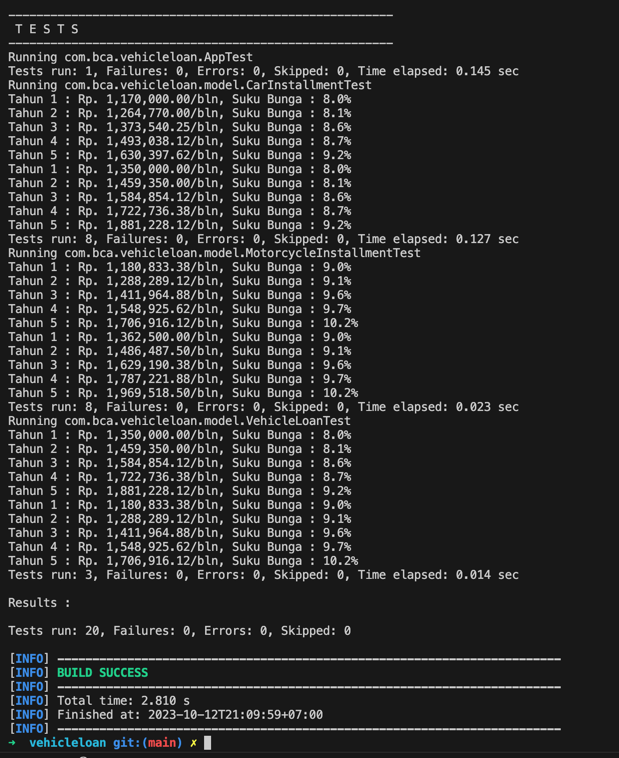 -------------------------------------------------------
 T E S T S
-------------------------------------------------------
Running com.bca.vehicleloan.AppTest
Tests run: 1, Failures: 0, Errors: 0, Skipped: 0, Time elapsed: 0.145 sec
Running com.bca.vehicleloan.model.CarInstallmentTest
Tahun 1 : Rp. 1,170,000.00/bln, Suku Bunga : 8.0%
Tahun 2 : Rp. 1,264,770.00/bln, Suku Bunga : 8.1%
Tahun 3 : Rp. 1,373,540.25/bln, Suku Bunga : 8.6%
Tahun 4 : Rp. 1,493,038.12/bln, Suku Bunga : 8.7%
Tahun 5 : Rp. 1,630,397.62/bln, Suku Bunga : 9.2%
Tahun 1 : Rp. 1,350,000.00/bln, Suku Bunga : 8.0%
Tahun 2 : Rp. 1,459,350.00/bln, Suku Bunga : 8.1%
Tahun 3 : Rp. 1,584,854.12/bln, Suku Bunga : 8.6%
Tahun 4 : Rp. 1,722,736.38/bln, Suku Bunga : 8.7%
Tahun 5 : Rp. 1,881,228.12/bln, Suku Bunga : 9.2%
Tests run: 8, Failures: 0, Errors: 0, Skipped: 0, Time elapsed: 0.127 sec
Running com.bca.vehicleloan.model.MotorcycleInstallmentTest
Tahun 1 : Rp. 1,180,833.38/bln, Suku Bunga : 9.0%
Tahun 2 : Rp. 1,288,289.12/bln, Suku Bunga : 9.1%
Tahun 3 : Rp. 1,411,964.88/bln, Suku Bunga : 9.6%
Tahun 4 : Rp. 1,548,925.62/bln, Suku Bunga : 9.7%
Tahun 5 : Rp. 1,706,916.12/bln, Suku Bunga : 10.2%
Tahun 1 : Rp. 1,362,500.00/bln, Suku Bunga : 9.0%
Tahun 2 : Rp. 1,486,487.50/bln, Suku Bunga : 9.1%
Tahun 3 : Rp. 1,629,190.38/bln, Suku Bunga : 9.6%
Tahun 4 : Rp. 1,787,221.88/bln, Suku Bunga : 9.7%
Tahun 5 : Rp. 1,969,518.50/bln, Suku Bunga : 10.2%
Tests run: 8, Failures: 0, Errors: 0, Skipped: 0, Time elapsed: 0.023 sec
Running com.bca.vehicleloan.model.VehicleLoanTest
Tahun 1 : Rp. 1,350,000.00/bln, Suku Bunga : 8.0%
Tahun 2 : Rp. 1,459,350.00/bln, Suku Bunga : 8.1%
Tahun 3 : Rp. 1,584,854.12/bln, Suku Bunga : 8.6%
Tahun 4 : Rp. 1,722,736.38/bln, Suku Bunga : 8.7%
Tahun 5 : Rp. 1,881,228.12/bln, Suku Bunga : 9.2%
Tahun 1 : Rp. 1,180,833.38/bln, Suku Bunga : 9.0%
Tahun 2 : Rp. 1,288,289.12/bln, Suku Bunga : 9.1%
Tahun 3 : Rp. 1,411,964.88/bln, Suku Bunga : 9.6%
Tahun 4 : Rp. 1,548,925.62/bln, Suku Bunga : 9.7%
Tahun 5 : Rp. 1,706,916.12/bln, Suku Bunga : 10.2%
Tests run: 3, Failures: 0, Errors: 0, Skipped: 0, Time elapsed: 0.014 sec

Results :

Tests run: 20, Failures: 0, Errors: 0, Skipped: 0

[INFO] ------------------------------------------------------------------------
[INFO] BUILD SUCCESS
[INFO] ------------------------------------------------------------------------
[INFO] Total time: 2.810 s
[INFO] Finished at: 2023-10-12T21:09:59+07:00
[INFO] ------------------------------------------------------------------------
➜  vehicleloan git:(main) ✗